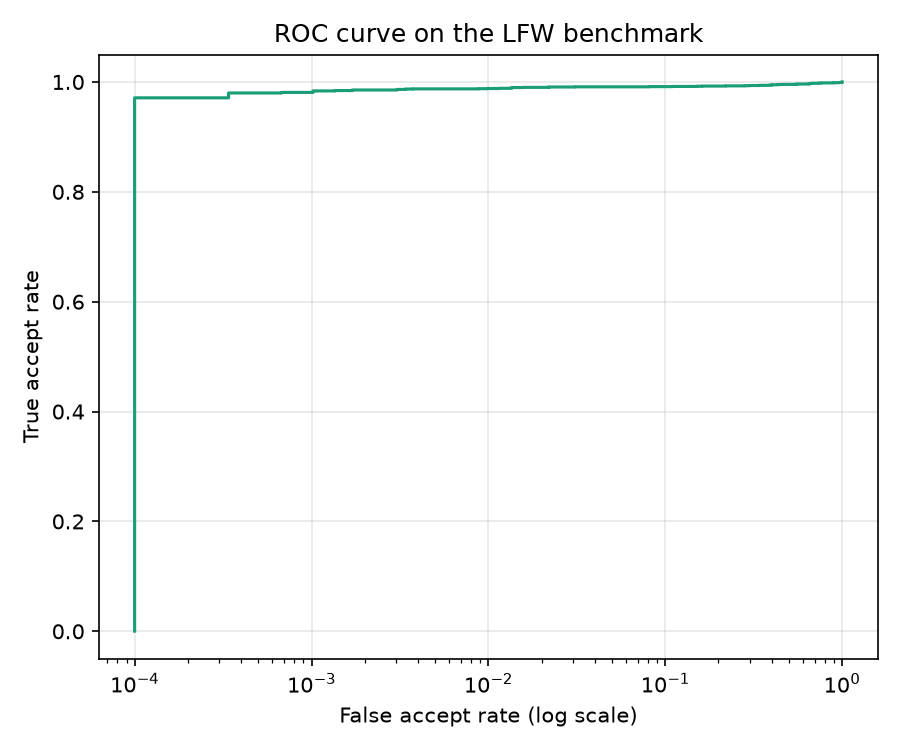 ROC curve on the LFW benchmark
True accept rate
1.0
0.8
0.6
0.4
0.2
0.0
10⁻⁴ 10⁻³ 10⁻² 10⁻¹ 10⁰
False accept rate (log scale)